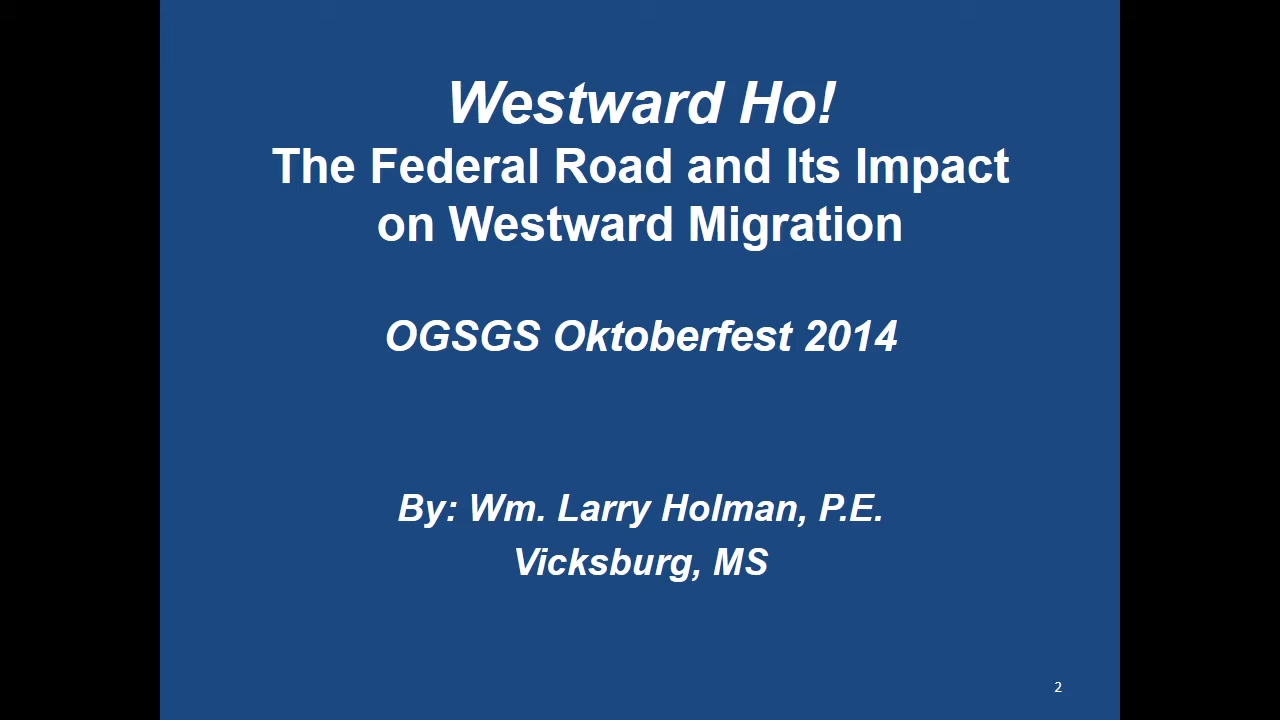 Westward Ho!
The Federal Road and Its Impact
on Westward Migration
OGSGS Oktoberfest 2014
By: Wm. Larry Holman, P.E.
Vicksburg, MS
2